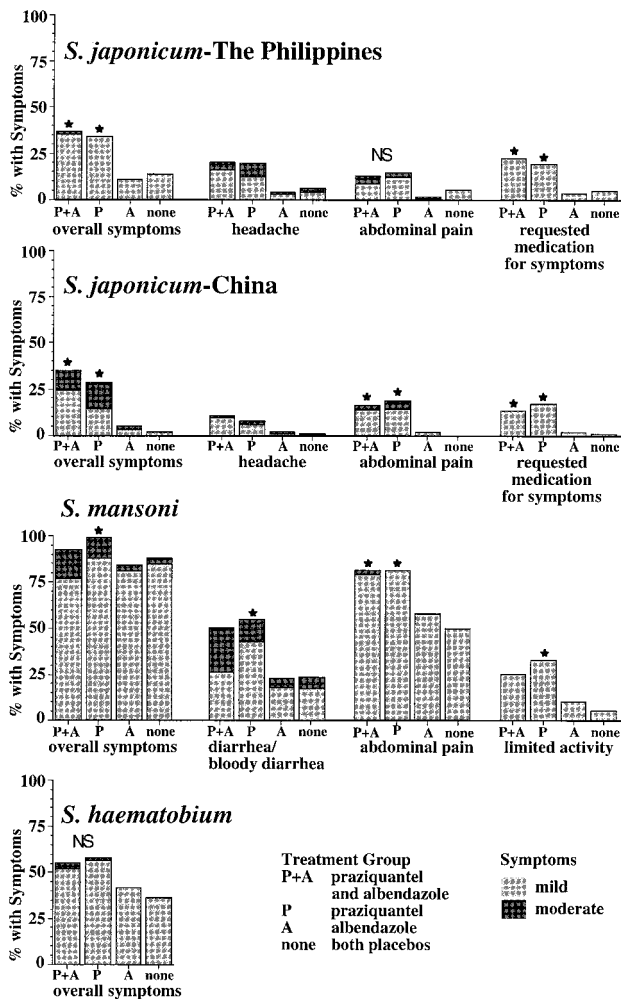 S. japonicum-The Philippines
% with Symptoms
100
75
50
25
0
★ ★
NS
★ ★
P+A P A none P+A P A none P+A P A none P+A P A none
overall symptoms headache abdominal pain requested
medication
for symptoms
S. japonicum-China
% with Symptoms
100
75
50
25
0
★ ★
★ ★
★ ★
P+A P A none P+A P A none P+A P A none P+A P A none
overall symptoms headache abdominal pain requested
medication
for symptoms
S. mansoni
% with Symptoms
100
75
50
25
0
★
★
★ ★
★
P+A P A none P+A P A none P+A P A none P+A P A none
overall symptoms diarrhea/ abdominal pain limited activity
bloody diarrhea
S. haematobium
% with Symptoms
100
75
50
25
0
NS
P+A P A none
overall symptoms
Treatment Group
P+A praziquantel
and albendazole
P praziquantel
A albendazole
none both placebos
Symptoms
mild
moderate